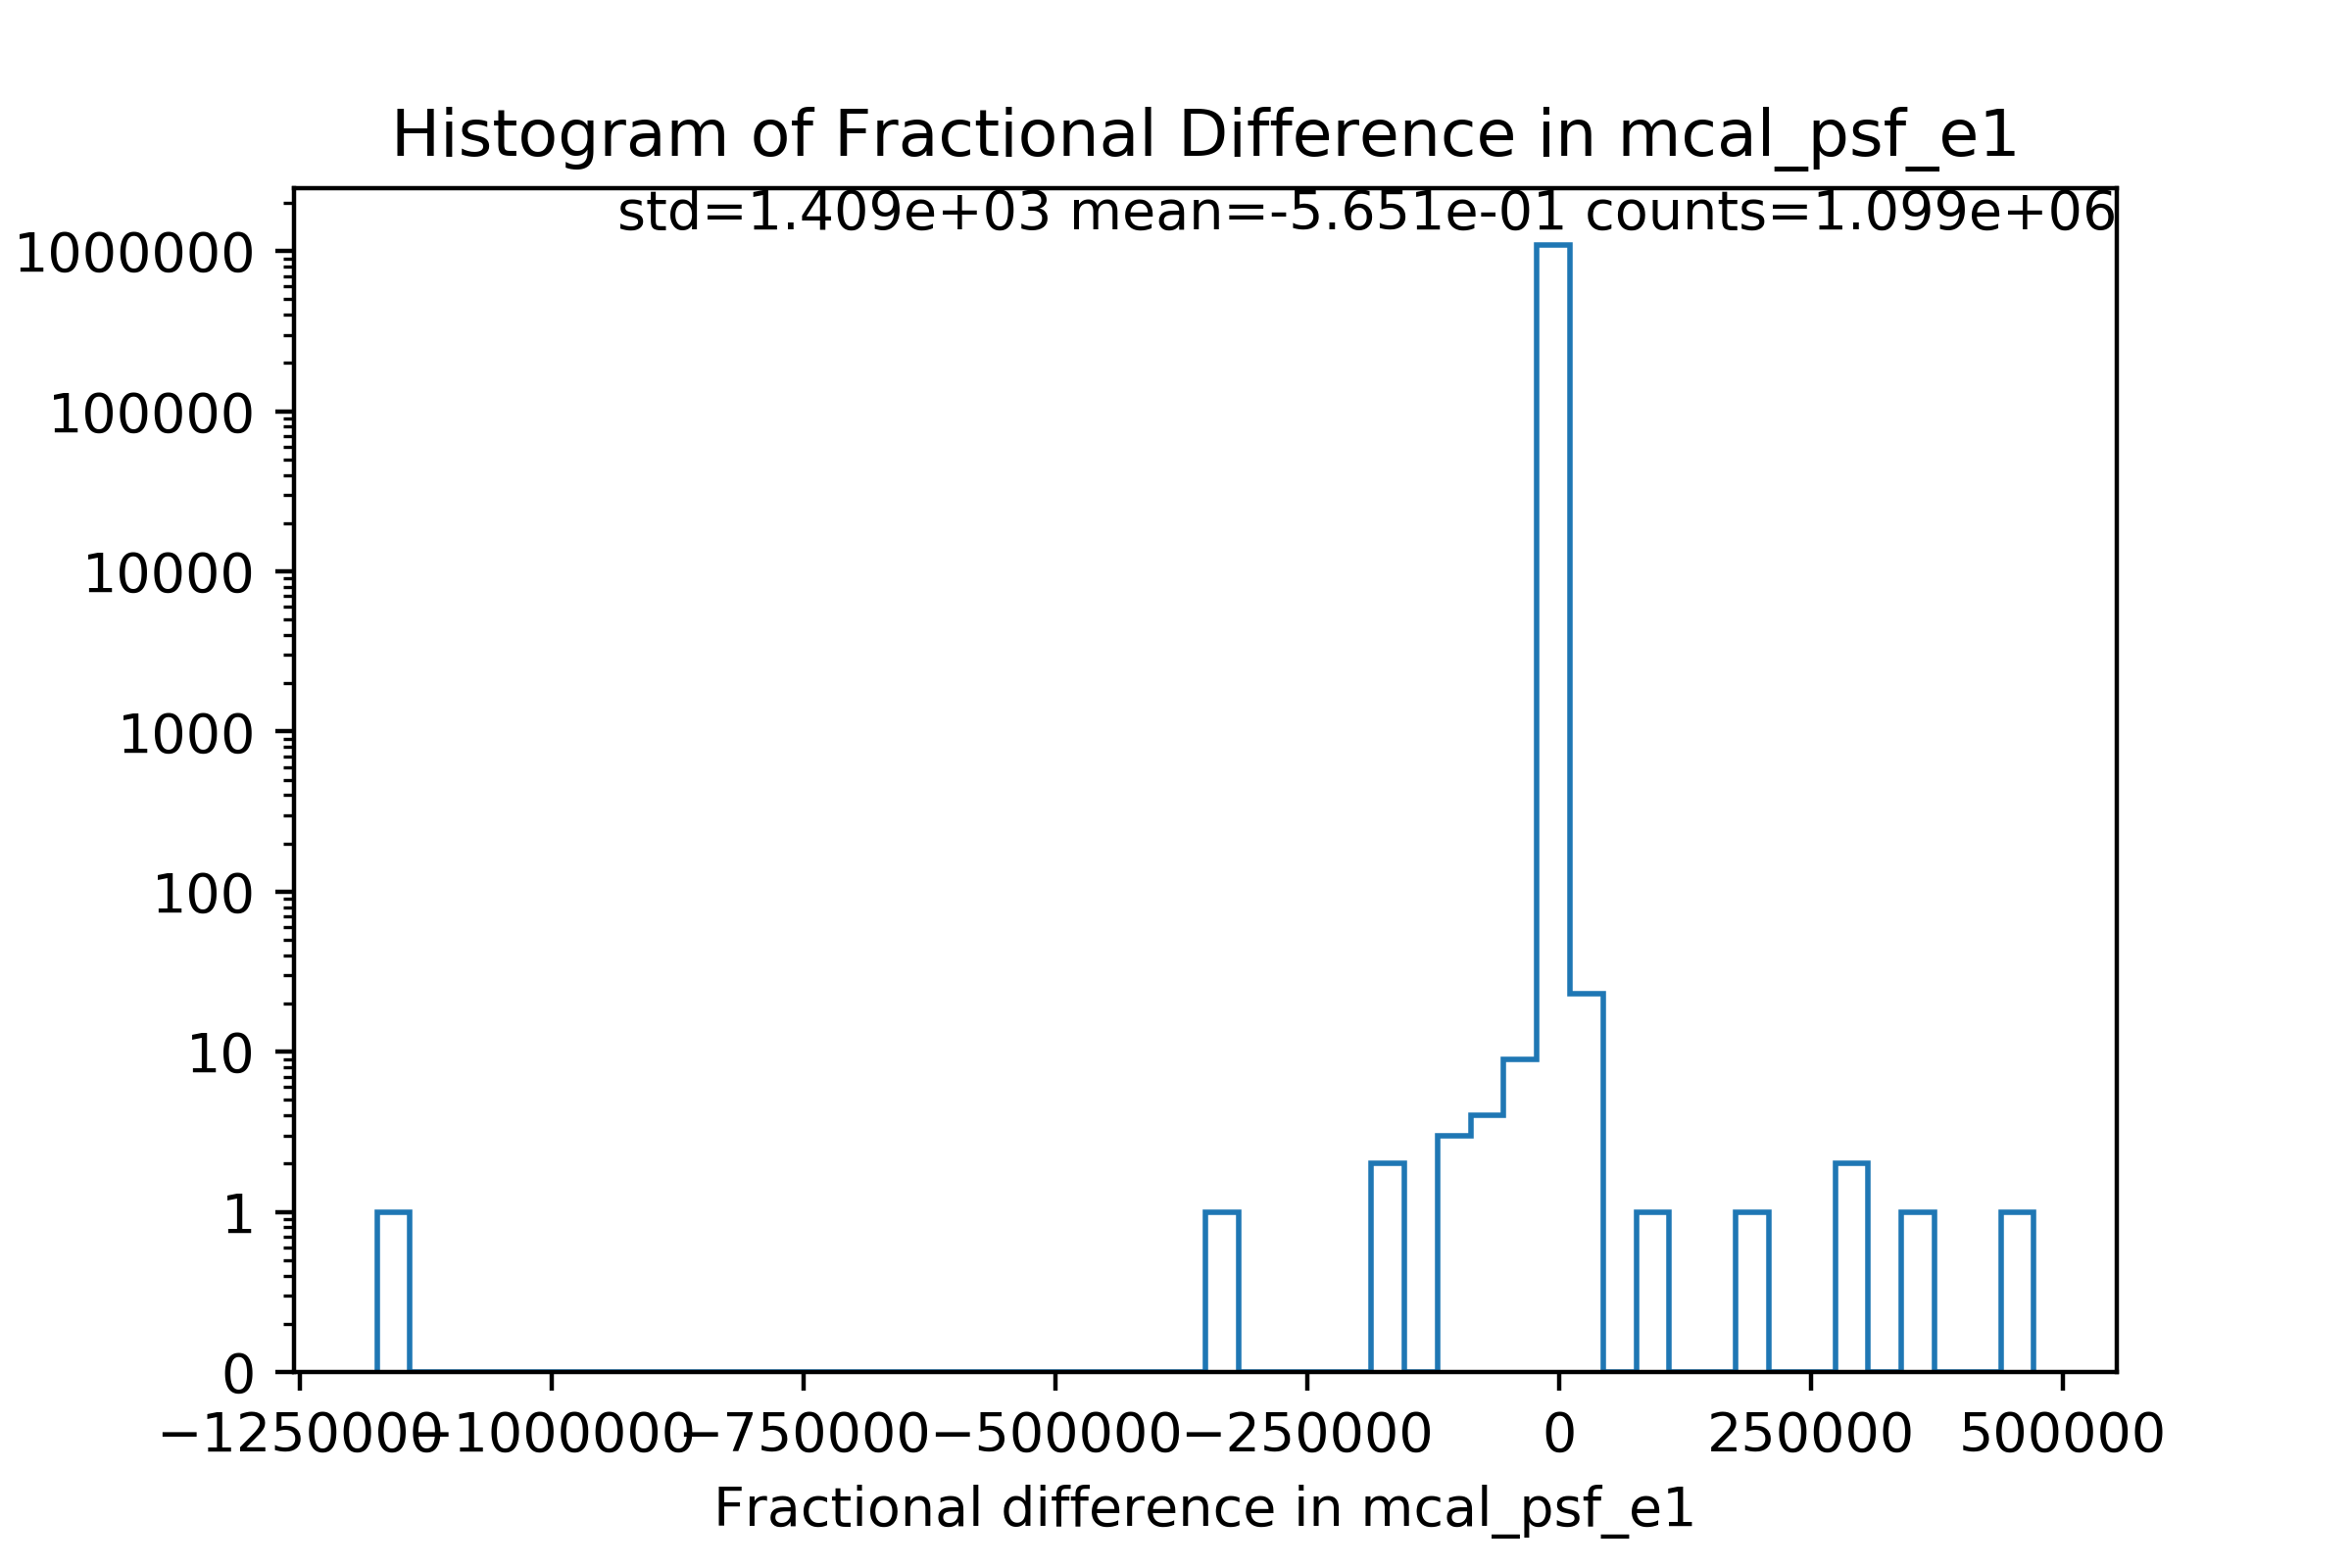 Histogram of Fractional Difference in mcal_psf_e1
std=1.409e+03 mean=-5.651e-01 counts=1.099e+06
1000000
100000
10000
1000
100
10
1
0
−1250000 −1000000 −750000 −500000 −250000 0 250000 500000
Fractional difference in mcal_psf_e1